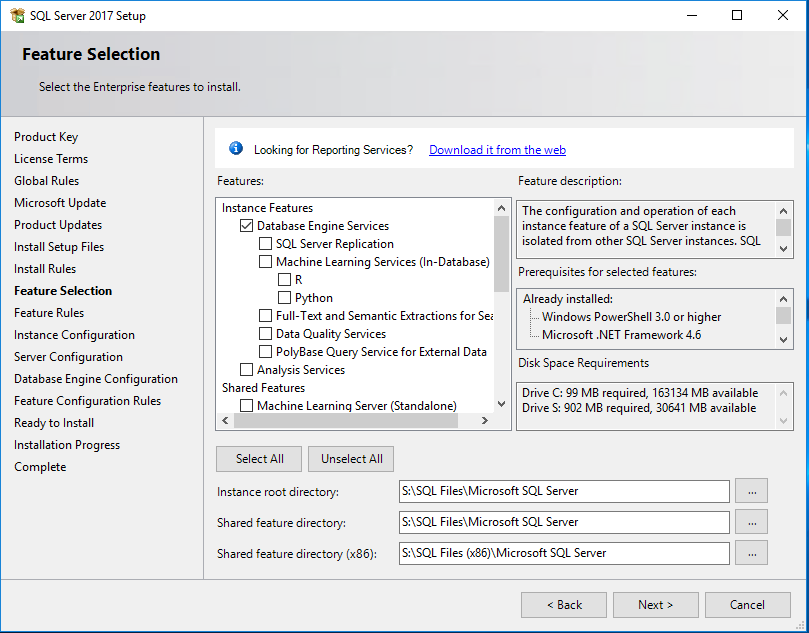 SQL Server 2017 Setup
Feature Selection
Select the Enterprise features to install.
Product Key
License Terms
Global Rules
Microsoft Update
Product Updates
Install Setup Files
Install Rules
Feature Selection
Feature Rules
Instance Configuration
Server Configuration
Database Engine Configuration
Feature Configuration Rules
Ready to Install
Installation Progress
Complete
Looking for Reporting Services? Download it from the web
Features:
Instance Features
Database Engine Services
SQL Server Replication
Machine Learning Services (In-Database)
R
Python
Full-Text and Semantic Extractions for Sea
Data Quality Services
PolyBase Query Service for External Data
Analysis Services
Shared Features
Machine Learning Server (Standalone)
Feature description:
The configuration and operation of each
instance feature of a SQL Server instance is
isolated from other SQL Server instances. SQL
Prerequisites for selected features:
Already installed:
Windows PowerShell 3.0 or higher
Microsoft .NET Framework 4.6
Disk Space Requirements
Drive C: 99 MB required, 163134 MB available
Drive S: 902 MB required, 30641 MB available
Select All
Unselect All
Instance root directory: S:\SQL Files\Microsoft SQL Server ...
Shared feature directory: S:\SQL Files\Microsoft SQL Server ...
Shared feature directory (x86): S:\SQL Files (x86)\Microsoft SQL Server ...
< Back
Next >
Cancel